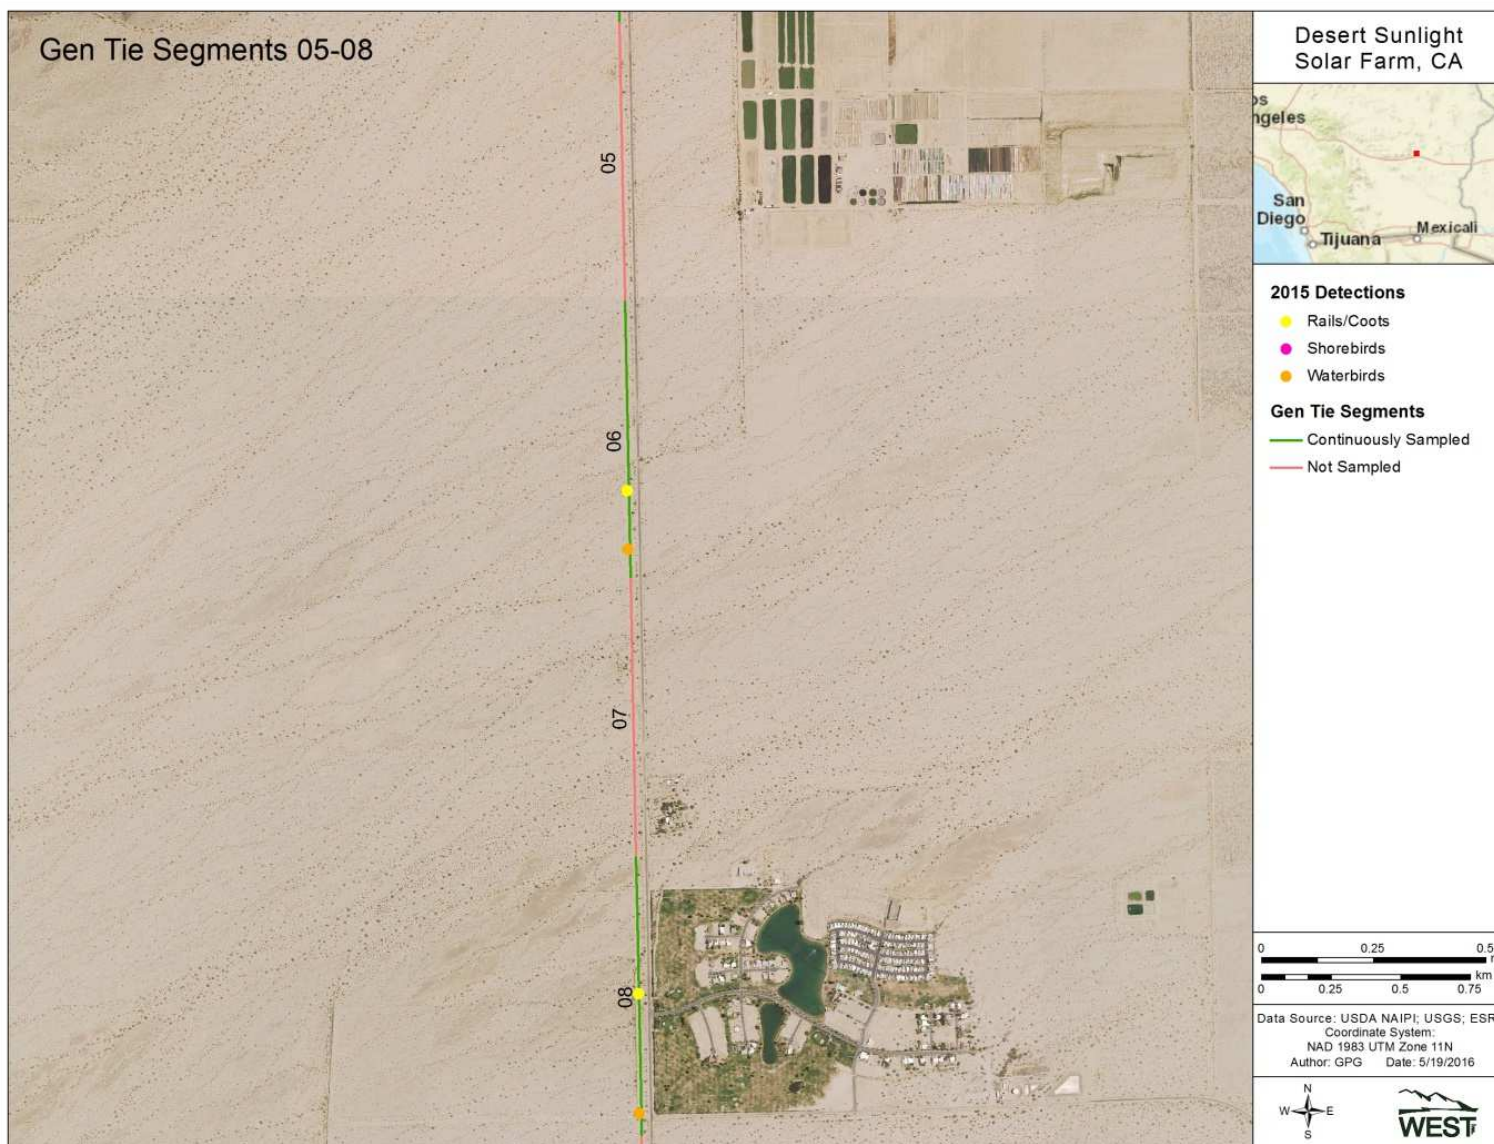 Gen Tie Segments 05-08
05
06
07
08
Desert Sunlight
Solar Farm, CA
os
ngeles
San
Diego
Tijuana
Mexicali
2015 Detections
Rails/Coots
Shorebirds
Waterbirds
Gen Tie Segments
Continuously Sampled
Not Sampled
0 0.25 0.5
km
0 0.25 0.5 0.75
Data Source: USDA NAIPI; USGS; ESR
Coordinate System:
NAD 1983 UTM Zone 11N
Author: GPG Date: 5/19/2016
N
W E
S
WEST